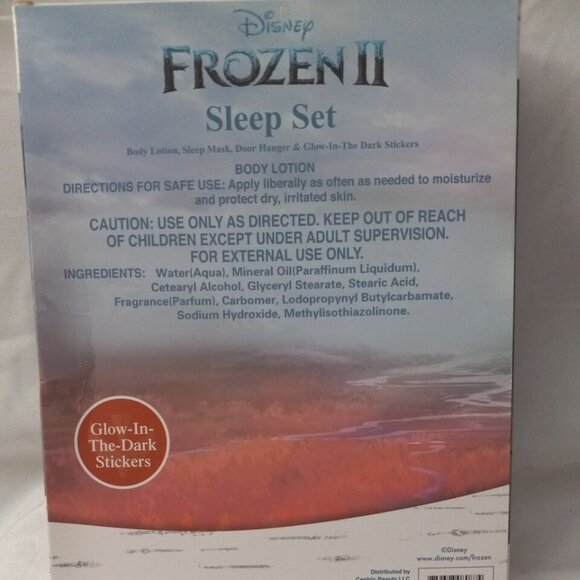 Disney
FROZEN II
Sleep Set
Body Lotion, Sleep Mask, Door Hanger & Glow-In-The Dark Stickers
BODY LOTION
DIRECTIONS FOR SAFE USE: Apply liberally as often as needed to moisturize
and protect dry, irritated skin.
CAUTION: USE ONLY AS DIRECTED. KEEP OUT OF REACH
OF CHILDREN EXCEPT UNDER ADULT SUPERVISION.
FOR EXTERNAL USE ONLY.
INGREDIENTS: Water(Aqua), Mineral Oil(Paraffinum Liquidum),
Cetearyl Alcohol, Glyceryl Stearate, Stearic Acid,
Fragrance(Parfum), Carbomer, Lodopropynyl Butylcarbamate,
Sodium Hydroxide, Methylisothiazolinone.
Glow-In-
The-Dark
Stickers
©Disney
www.disney.com/frozen
Distributed by
Centric Beauty LLC